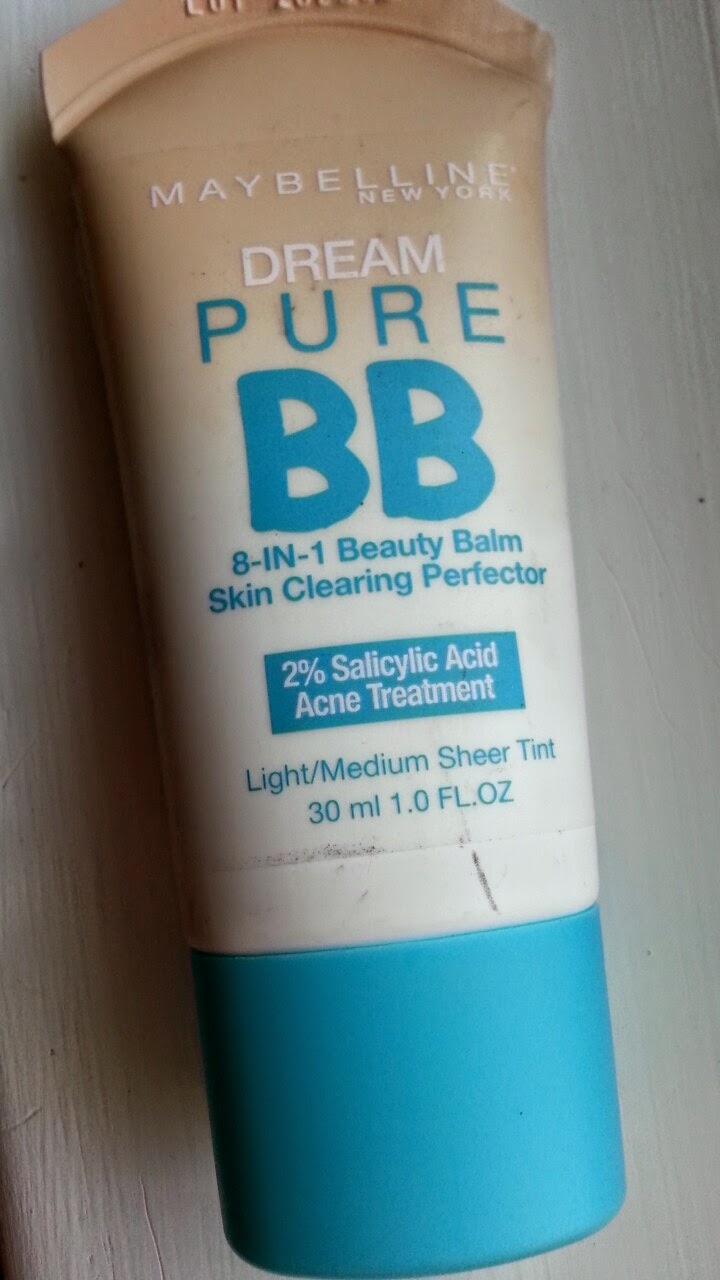 LOT
MAYBELLINE
NEW YORK
DREAM
PURE
BB
8-IN-1 Beauty Balm
Skin Clearing Perfector
2% Salicylic Acid
Acne Treatment
Light/Medium Sheer Tint
30 ml 1.0 FL.OZ